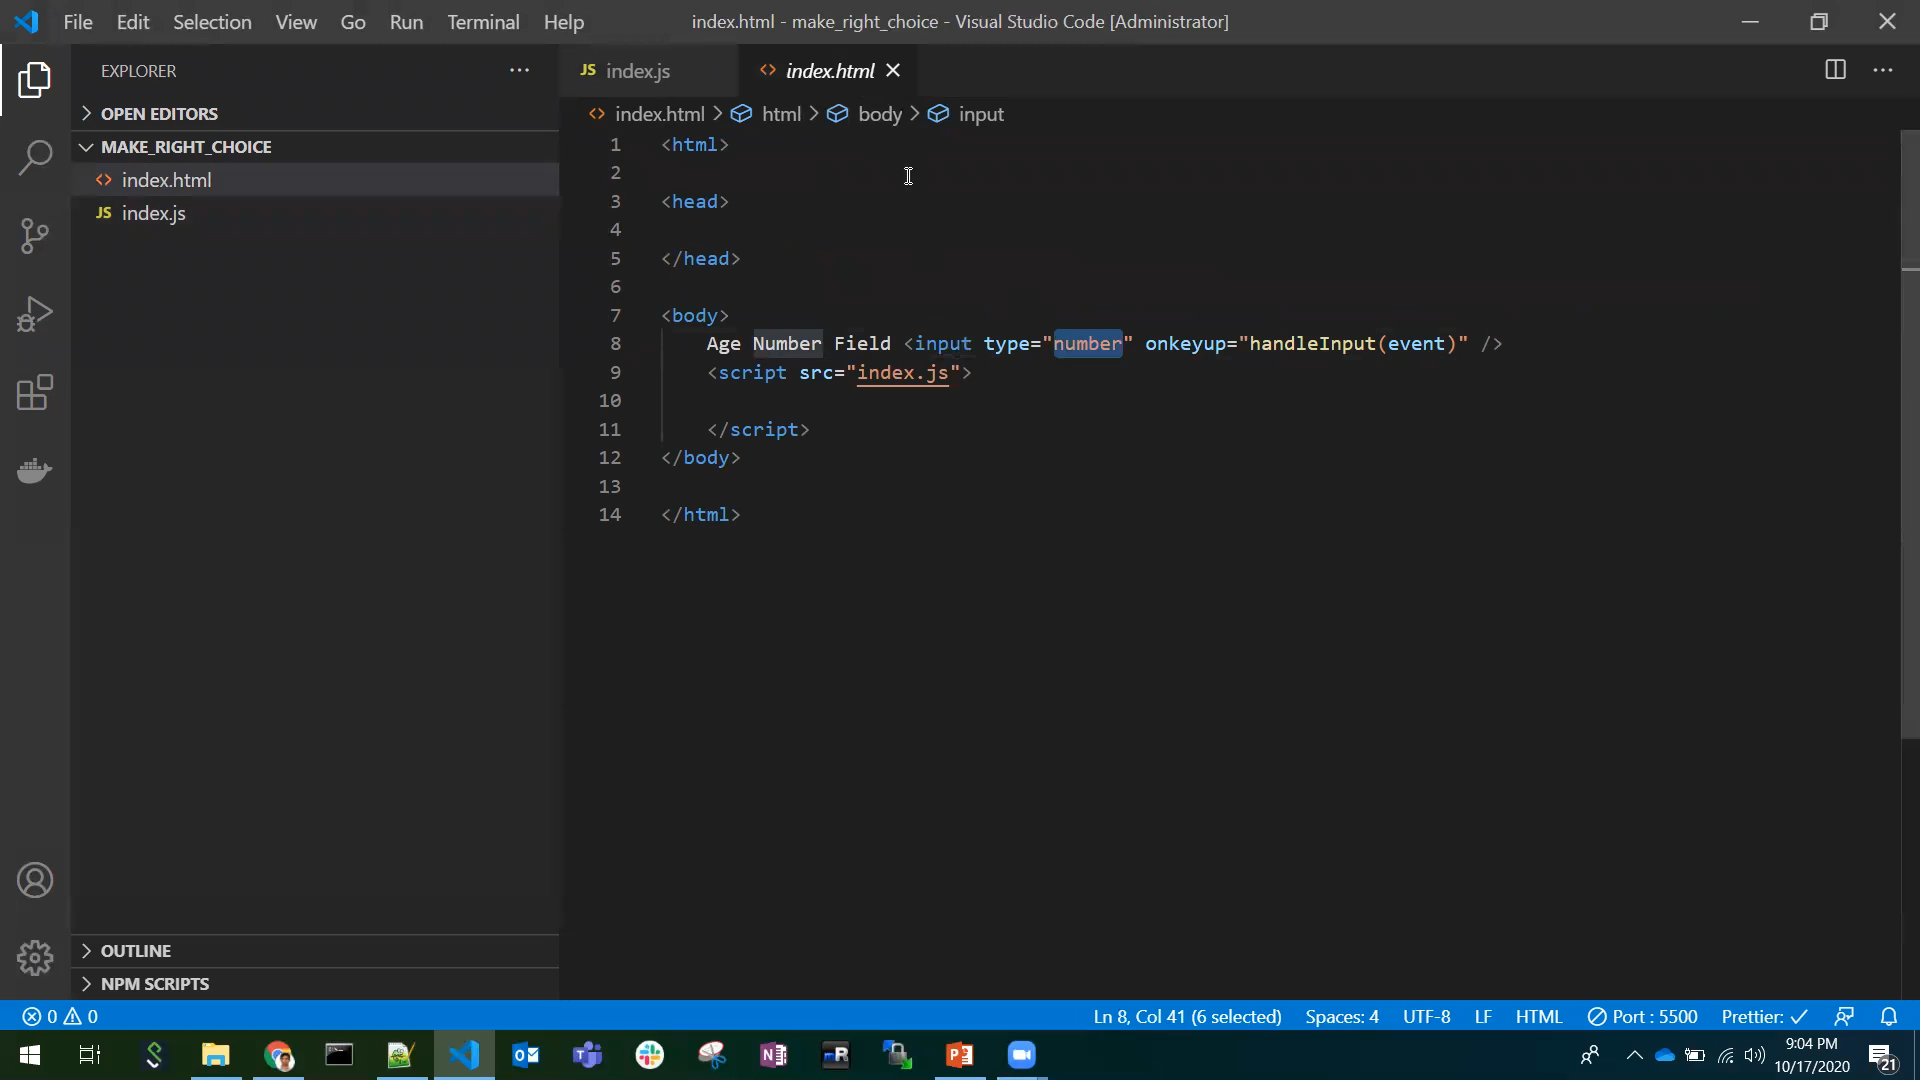 File Edit Selection View Go Run Terminal Help
index.html - make_right_choice - Visual Studio Code [Administrator]
EXPLORER
OPEN EDITORS
MAKE_RIGHT_CHOICE
index.html
JS index.js
OUTLINE
NPM SCRIPTS
JS index.js
index.html
index.html > html > body > input
1 <html>
2
3 <head>
4
5 </head>
6
7 <body>
8 Age Number Field <input type="number" onkeyup="handleInput(event)" />
9 <script src="index.js">
10
11 </script>
12 </body>
13
14 </html>
0 0
Ln 8, Col 41 (6 selected) Spaces: 4 UTF-8 LF HTML Port : 5500 Prettier: ✓
9:04 PM
10/17/2020
21